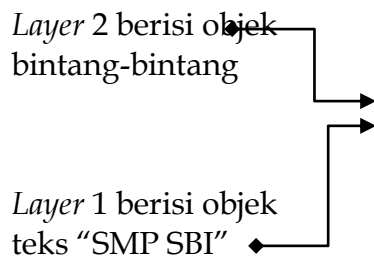 Layer 2 berisi objek
bintang-bintang
Layer 1 berisi objek
teks “SMP SBI”